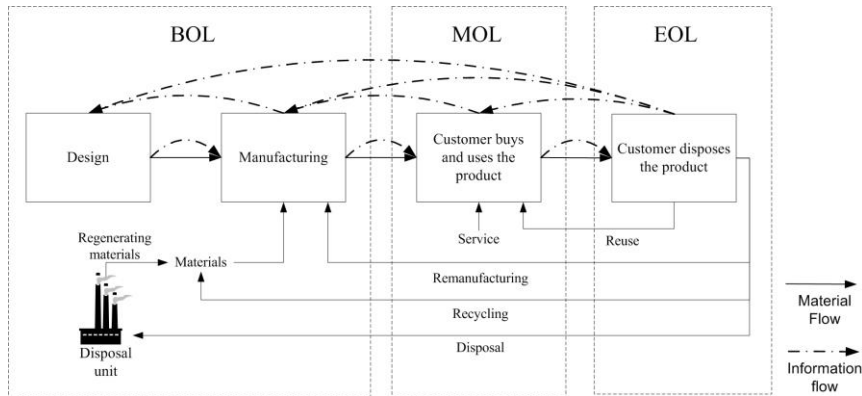 BOL
MOL
EOL
Design
Manufacturing
Customer buys
and uses the
product
Customer disposes
the product
Regenerating
materials
Materials
Service
Reuse
Remanufacturing
Recycling
Disposal
Disposal
unit
Material
Flow
Information
flow